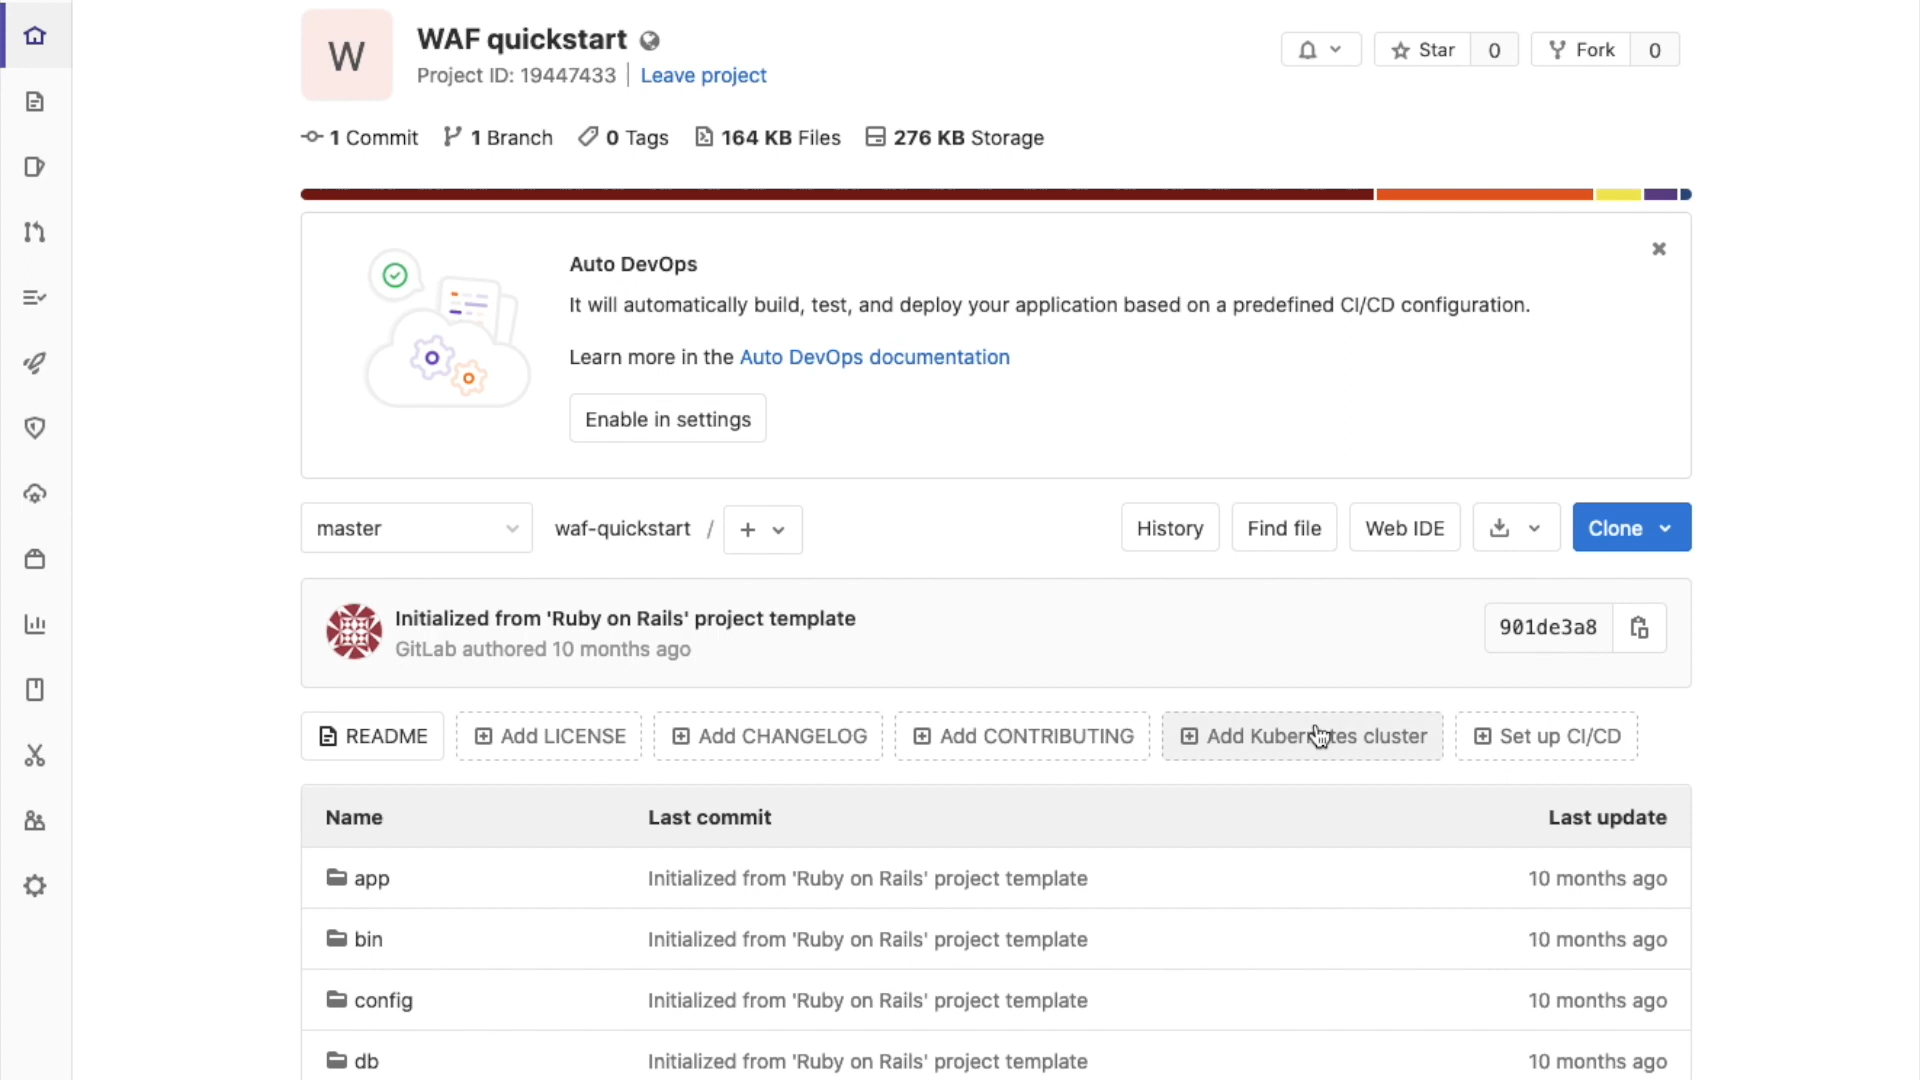 W
WAF quickstart
Project ID: 19447433 Leave project
Star 0
Fork 0
1 Commit 1 Branch 0 Tags 164 KB Files 276 KB Storage
Auto DevOps
It will automatically build, test, and deploy your application based on a predefined CI/CD configuration.
Learn more in the Auto DevOps documentation
Enable in settings
master waf-quickstart / + History Find file Web IDE Clone
Initialized from 'Ruby on Rails' project template
GitLab authored 10 months ago
901de3a8
README Add LICENSE Add CHANGELOG Add CONTRIBUTING Add Kubernetes cluster Set up CI/CD
Name Last commit Last update
app Initialized from 'Ruby on Rails' project template 10 months ago
bin Initialized from 'Ruby on Rails' project template 10 months ago
config Initialized from 'Ruby on Rails' project template 10 months ago
db Initialized from 'Ruby on Rails' project template 10 months ago